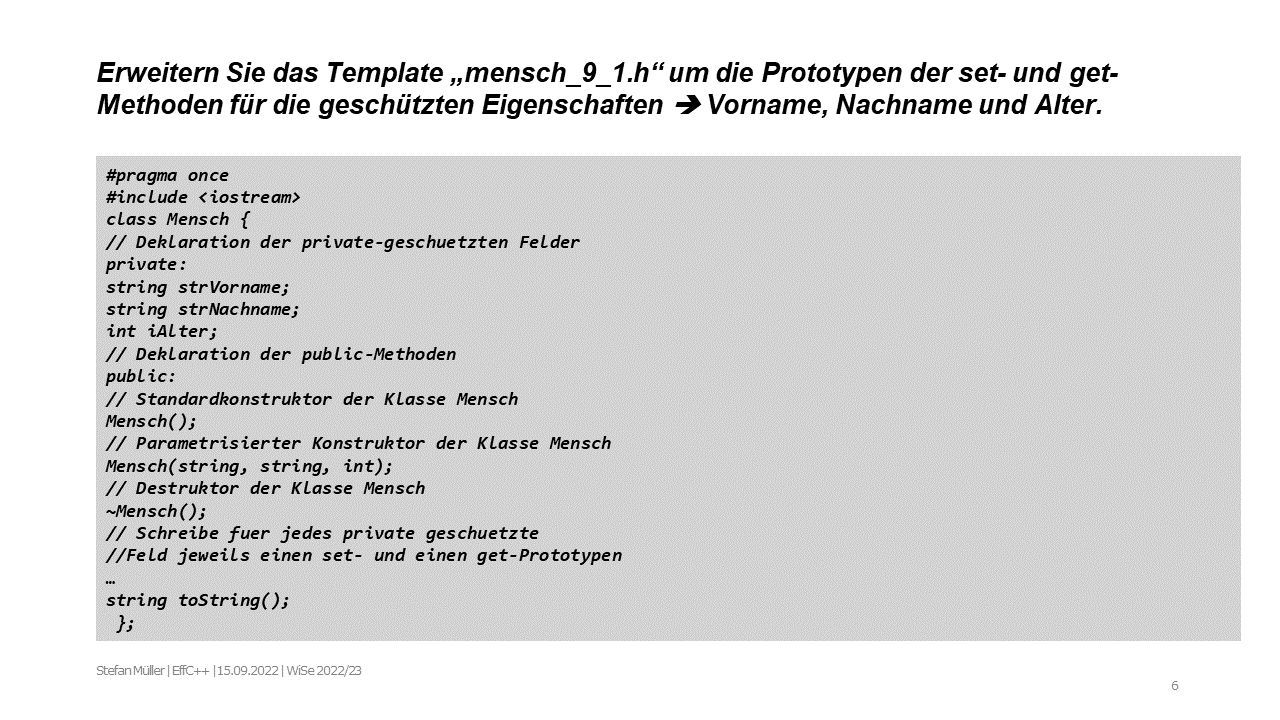 Erweitern Sie das Template „mensch_9_1.h“ um die Prototypen der set- und get-
Methoden für die geschützten Eigenschaften ➔ Vorname, Nachname und Alter.
#pragma once
#include <iostream>
class Mensch {
// Deklaration der private-geschuetzten Felder
private:
string strVorname;
string strNachname;
int iAlter;
// Deklaration der public-Methoden
public:
// Standardkonstruktor der Klasse Mensch
Mensch();
// Parametrisierter Konstruktor der Klasse Mensch
Mensch(string, string, int);
// Destruktor der Klasse Mensch
~Mensch();
// Schreibe fuer jedes private geschuetzte
//Feld jeweils einen set- und einen get-Prototypen
…
string toString();
};
Stefan Müller | EffC++ |15.09.2022 | WiSe 2022/23
6